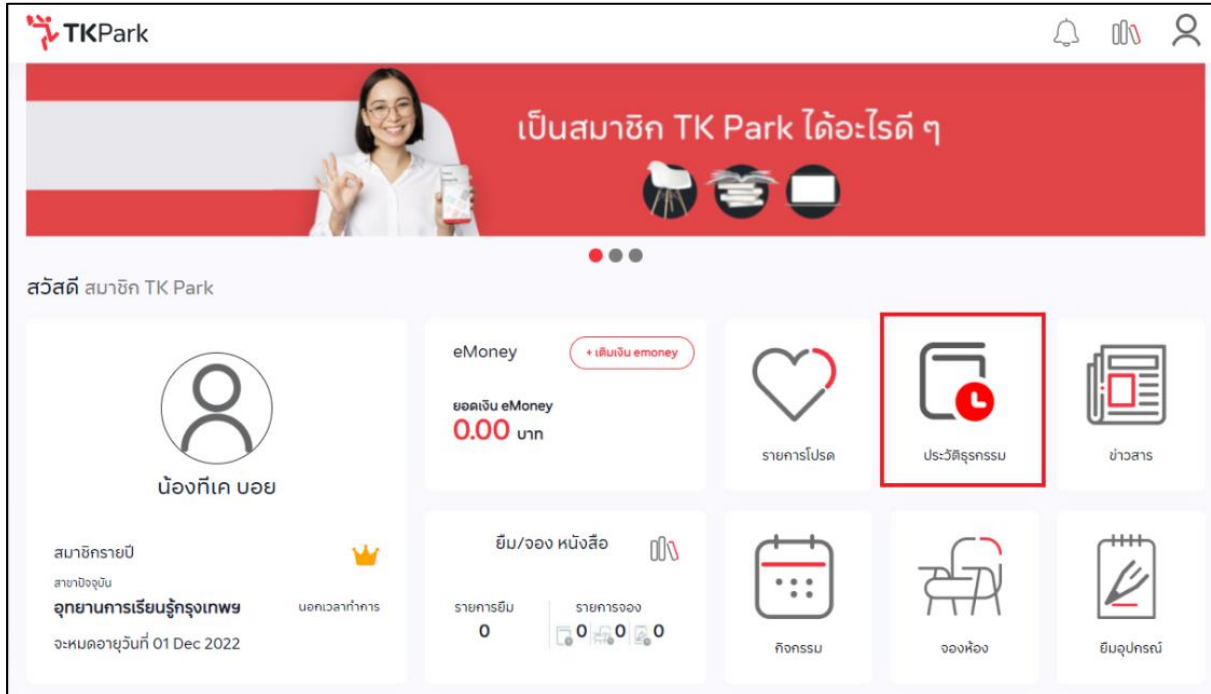 TKPark
เป็นสมาชิก TK Park ได้อะไรดี ๆ
สวัสดี สมาชิก TK Park
น้องทีเค บอย
สมาชิกรายปี
สาขาปัจจุบัน
อุทยานการเรียนรู้กรุงเทพฯ นอกเวลาทำการ
จะหมดอายุวันที่ 01 Dec 2022
eMoney + เติมเงิน emoney
ยอดเงิน eMoney
0.00 บาท
รายการโปรด
ประวัติธุรกรรม
ข่าวสาร
ยืม/จอง หนังสือ
รายการยืม รายการจอง
0 0 0 0
กิจกรรม
จองห้อง
ยืมอุปกรณ์